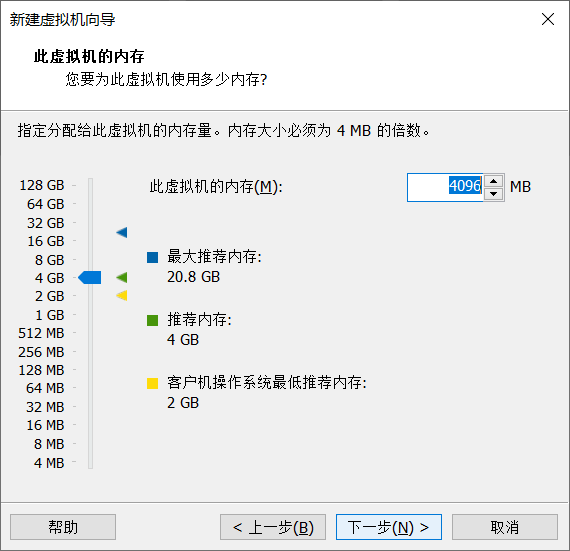 新建虚拟机向导
此虚拟机的内存
您要为此虚拟机使用多少内存?
指定分配给此虚拟机的内存量。内存大小必须为 4 MB 的倍数。
128 GB
64 GB
32 GB
16 GB
8 GB
4 GB
2 GB
1 GB
512 MB
256 MB
128 MB
64 MB
32 MB
16 MB
8 MB
4 MB
此虚拟机的内存(M): 4096 MB
最大推荐内存:
20.8 GB
推荐内存:
4 GB
客户机操作系统最低推荐内存:
2 GB
帮助 < 上一步(B) 下一步(N) > 取消